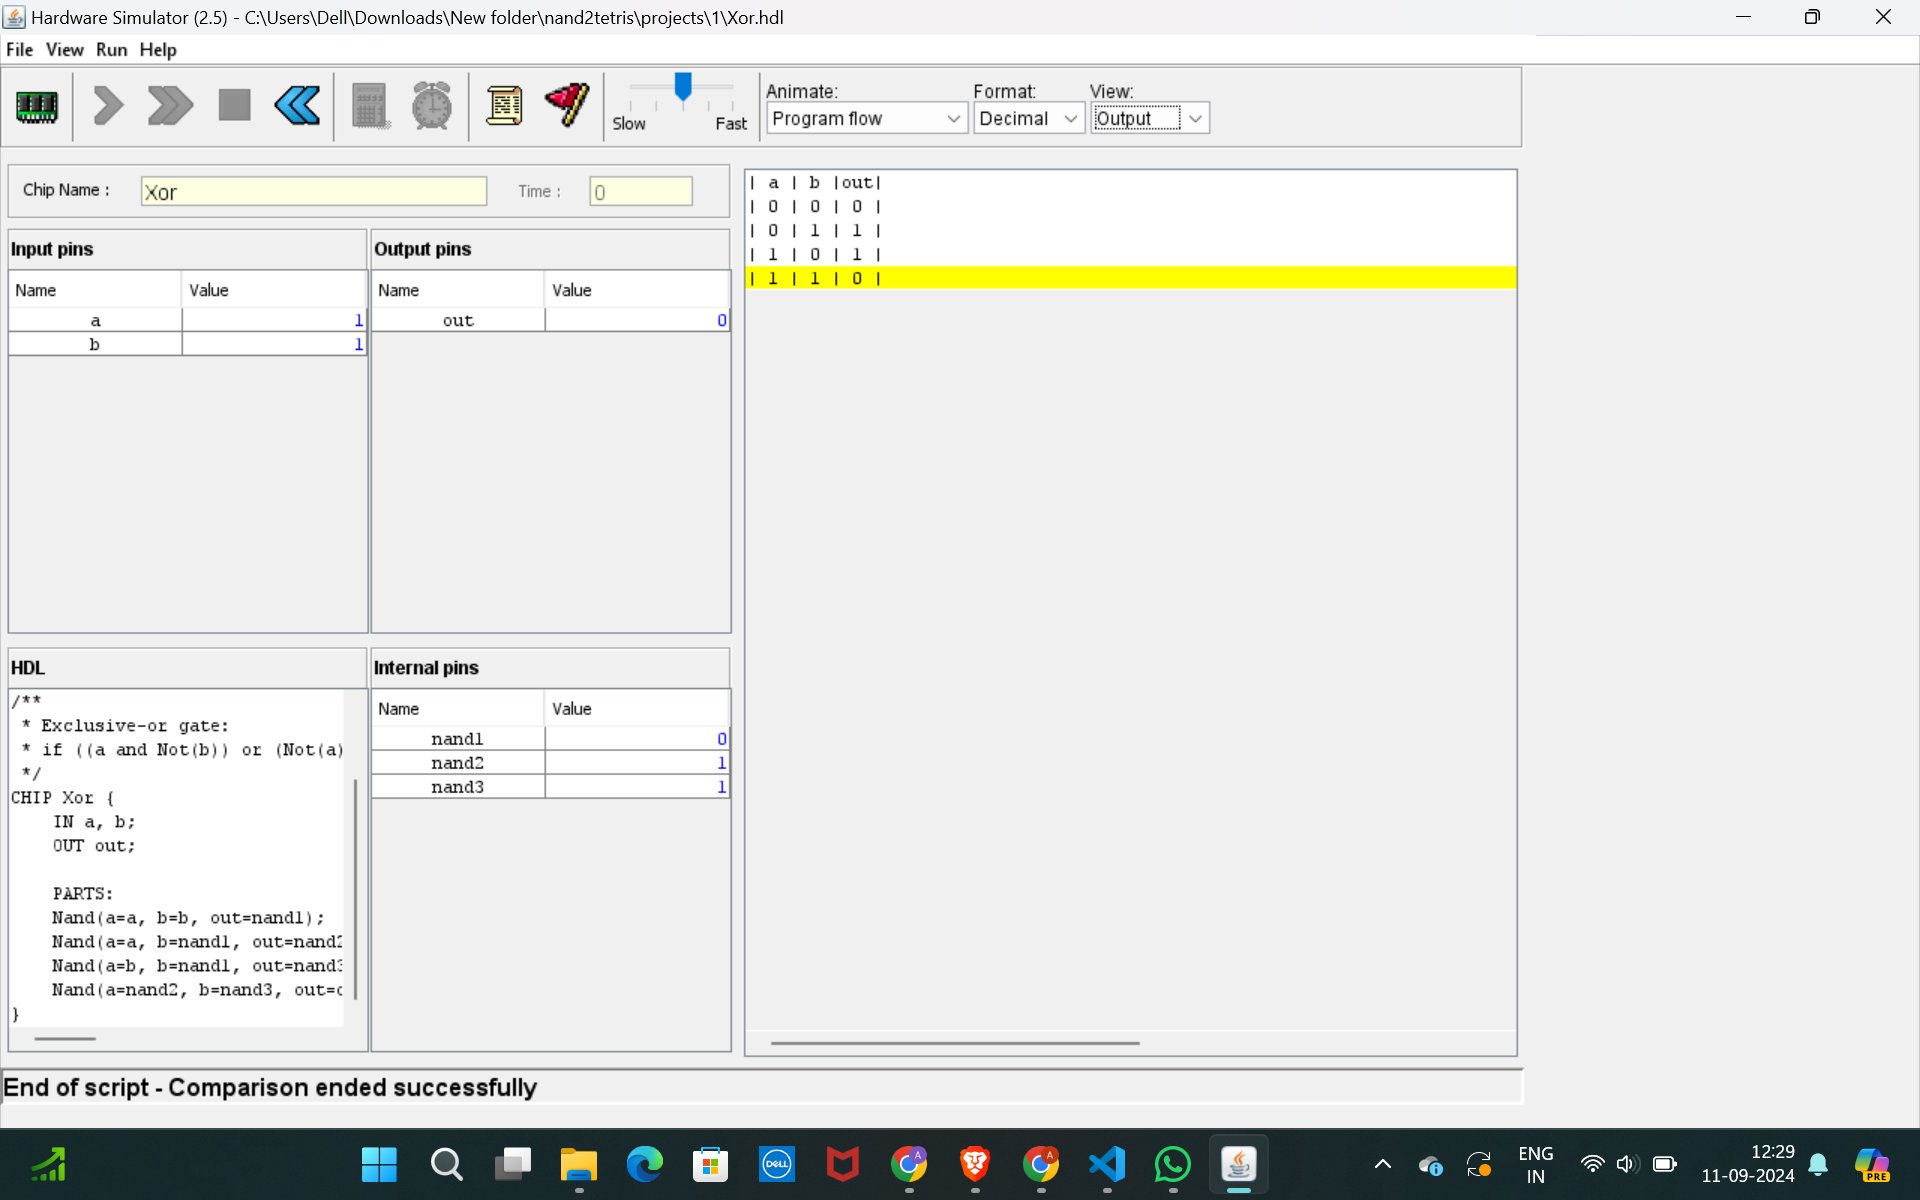 Hardware Simulator (2.5) - C:\Users\Dell\Downloads\New folder\nand2tetris\projects\1\Xor.hdl
File View Run Help
Animate: Format: View:
Slow Fast Program flow Decimal Output
Chip Name : Xor Time : 0
Input pins
Name Value
a 1
b 1
Output pins
Name Value
out 0
| a | b |out|
| 0 | 0 | 0 |
| 0 | 1 | 1 |
| 1 | 0 | 1 |
| 1 | 1 | 0 |
HDL
/**
* Exclusive-or gate:
* if ((a and Not(b)) or (Not(a)
*/
CHIP Xor {
IN a, b;
OUT out;
PARTS:
Nand(a=a, b=b, out=nand1);
Nand(a=a, b=nand1, out=nand2
Nand(a=b, b=nand1, out=nand3
Nand(a=nand2, b=nand3, out=
}
Internal pins
Name Value
nand1 0
nand2 1
nand3 1
End of script - Comparison ended successfully
DELL
A
A
ENG
IN
12:29
11-09-2024
PRE